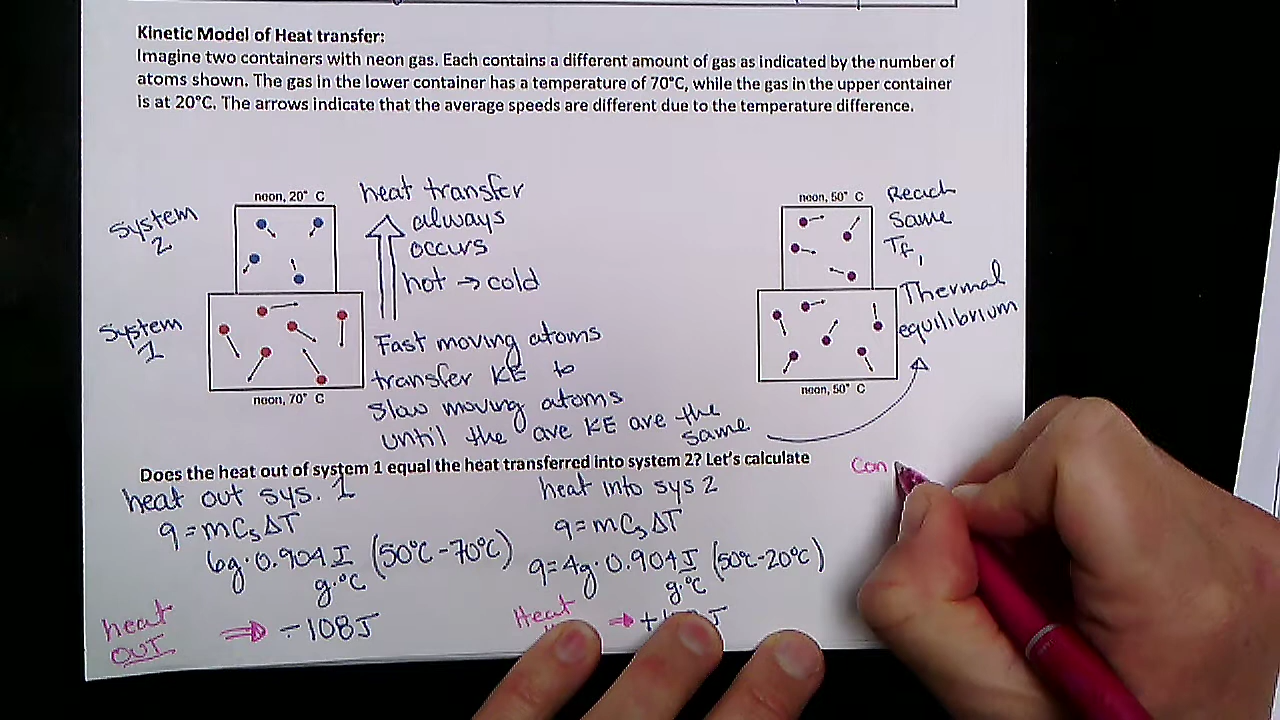 Kinetic Model of Heat transfer:
Imagine two containers with neon gas. Each contains a different amount of gas as indicated by the number of
atoms shown. The gas in the lower container has a temperature of 70°C, while the gas in the upper container
is at 20°C. The arrows indicate that the average speeds are different due to the temperature difference.
System
2
neon, 20° C
System
1
neon, 70° C
heat transfer
always
occurs
hot → cold
Fast moving atoms
transfer KE to
slow moving atoms
until the ave KE are the
same
neon, 50° C
neon, 50° C
Reach
same
Tf,
Thermal
equilibrium
Does the heat out of system 1 equal the heat transferred into system 2? Let's calculate
heat out sys. 1
q = mCsΔT
6g · 0.904 J (50°C - 70°C)
g·°C
heat
OUT
⇒ -108J
heat into sys 2
q = mCsΔT
q = 4g · 0.904 J (50°C - 20°C)
g·°C
Heat
⇒ +1 J
Con